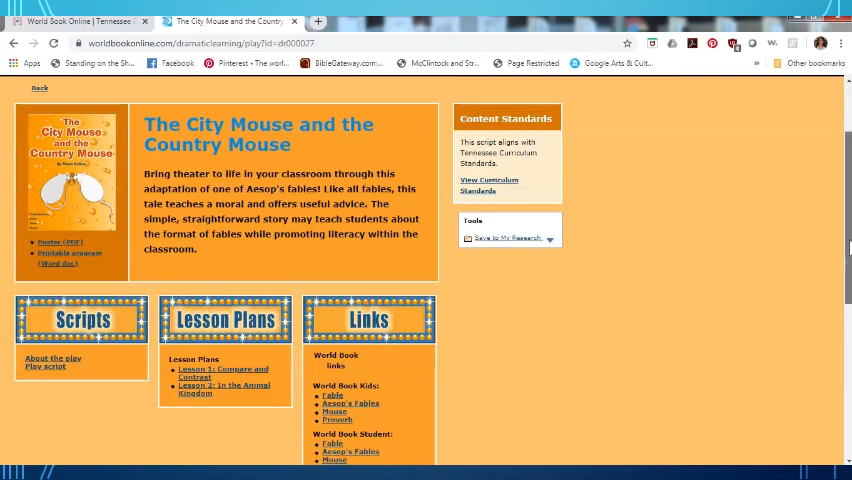 World Book Online | Tennessee E
The City Mouse and the Country
worldbookonline.com/dramaticlearning/play?id=dr000027
Apps
Standing on the Sh...
Facebook
Pinterest • The worl...
BibleGateway.com:...
McClintock and Str...
Page Restricted
Google Arts & Cult...
»
Other bookmarks
Back
The
City Mouse
and the
Country Mouse
Poster (PDF)
Printable program
(Word doc)
The City Mouse and the
Country Mouse
Bring theater to life in your classroom through this
adaptation of one of Aesop's fables! Like all fables, this
tale teaches a moral and offers useful advice. The
simple, straightforward story may teach students about
the format of fables while promoting literacy within the
classroom.
Content Standards
This script aligns with
Tennessee Curriculum
Standards.
View Curriculum
Standards
Tools
Save to My Research
Scripts
About the play
Play script
Lesson Plans
Lesson Plans
Lesson 1: Compare and
Contrast
Lesson 2: In the Animal
Kingdom
Links
World Book
links
World Book Kids:
Fable
Aesop's Fables
Mouse
Proverb
World Book Student:
Fable
Aesop's Fables
Mouse